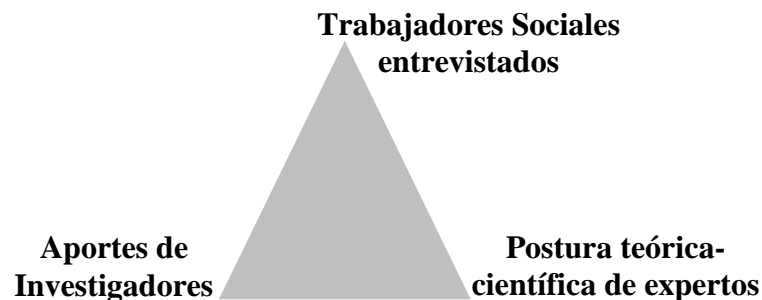 Trabajadores Sociales
entrevistados
Aportes de
Investigadores
Postura teórica-
científica de expertos